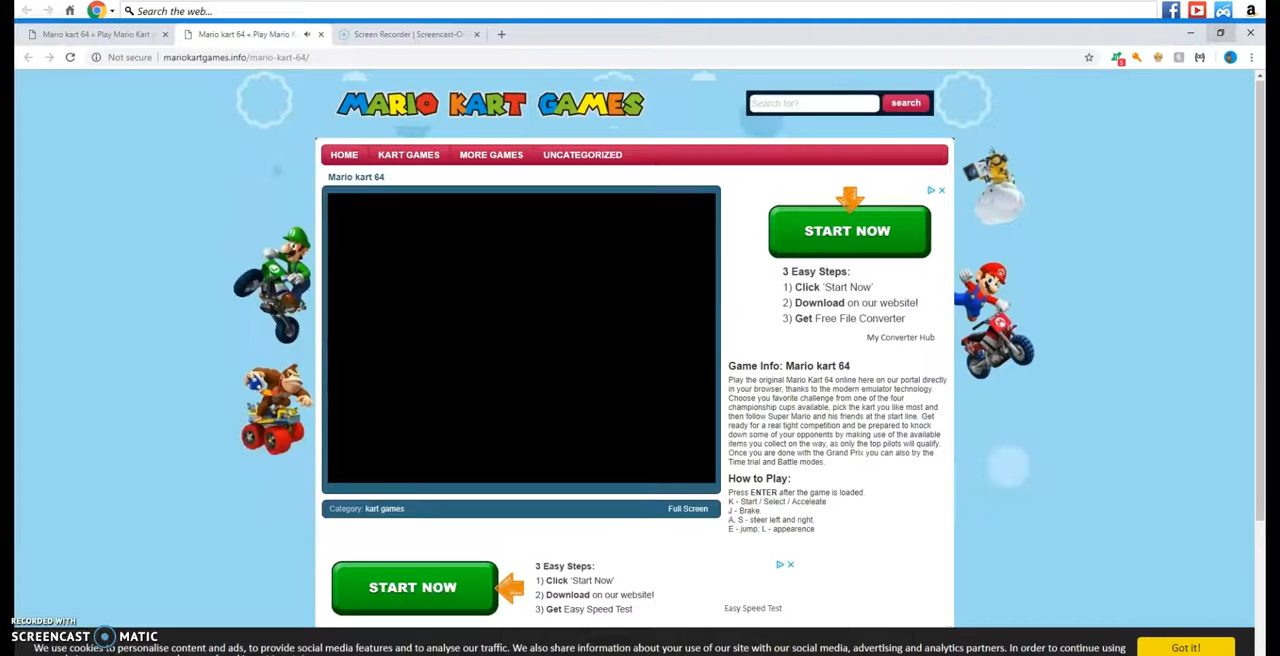 Search the web...
Mario kart 64 « Play Mario Kart
Mario kart 64 « Play Mario
Screen Recorder | Screencast-O-
Not secure
mariokartgames.info/mario-kart-64/
MARIO KART GAMES
Search for?
search
HOME
KART GAMES
MORE GAMES
UNCATEGORIZED
Mario kart 64
START NOW
3 Easy Steps:
1) Click 'Start Now'
2) Download on our website!
3) Get Free File Converter
My Converter Hub
Game Info: Mario kart 64
Play the original Mario Kart 64 online here on our portal directly
in your browser, thanks to the modern emulator technology.
Choose you favorite challenge from one of the four
championship cups available, pick the kart you like most and
then follow Super Mario and his friends at the start line. Get
ready for a real tight competition and be prepared to knock
down some of your opponents by making use of the available
items you collect on the way, as only the top pilots will qualify.
Once you are done with the Grand Prix you can also try the
Time trial and Battle modes.
How to Play:
Press ENTER after the game is loaded.
K - Start / Select / Acceleate
J - Brake.
A, S - steer left and right.
E - jump; L - appearence
Category: kart games
Full Screen
START NOW
3 Easy Steps:
1) Click 'Start Now'
2) Download on our website!
3) Get Easy Speed Test
Easy Speed Test
RECORDED WITH
SCREENCAST MATIC
We use cookies to personalise content and ads, to provide social media features and to analyse our traffic. We also share information about your use of our site with our social media, advertising and analytics partners. In order to continue using
Got it!